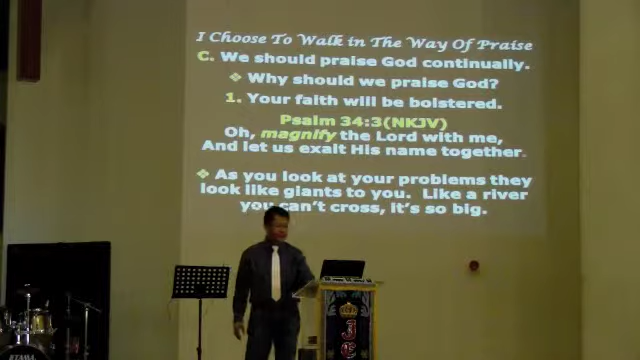 I Choose To Walk in The Way Of Praise
C. We should praise God continually.
❖ Why should we praise God?
1. Your faith will be bolstered.
Psalm 34:3(NKJV)
Oh, magnify the Lord with me,
And let us exalt His name together.
❖ As you look at your problems they
look like giants to you. Like a river
you can't cross, it's so big.
TAMA
J
C